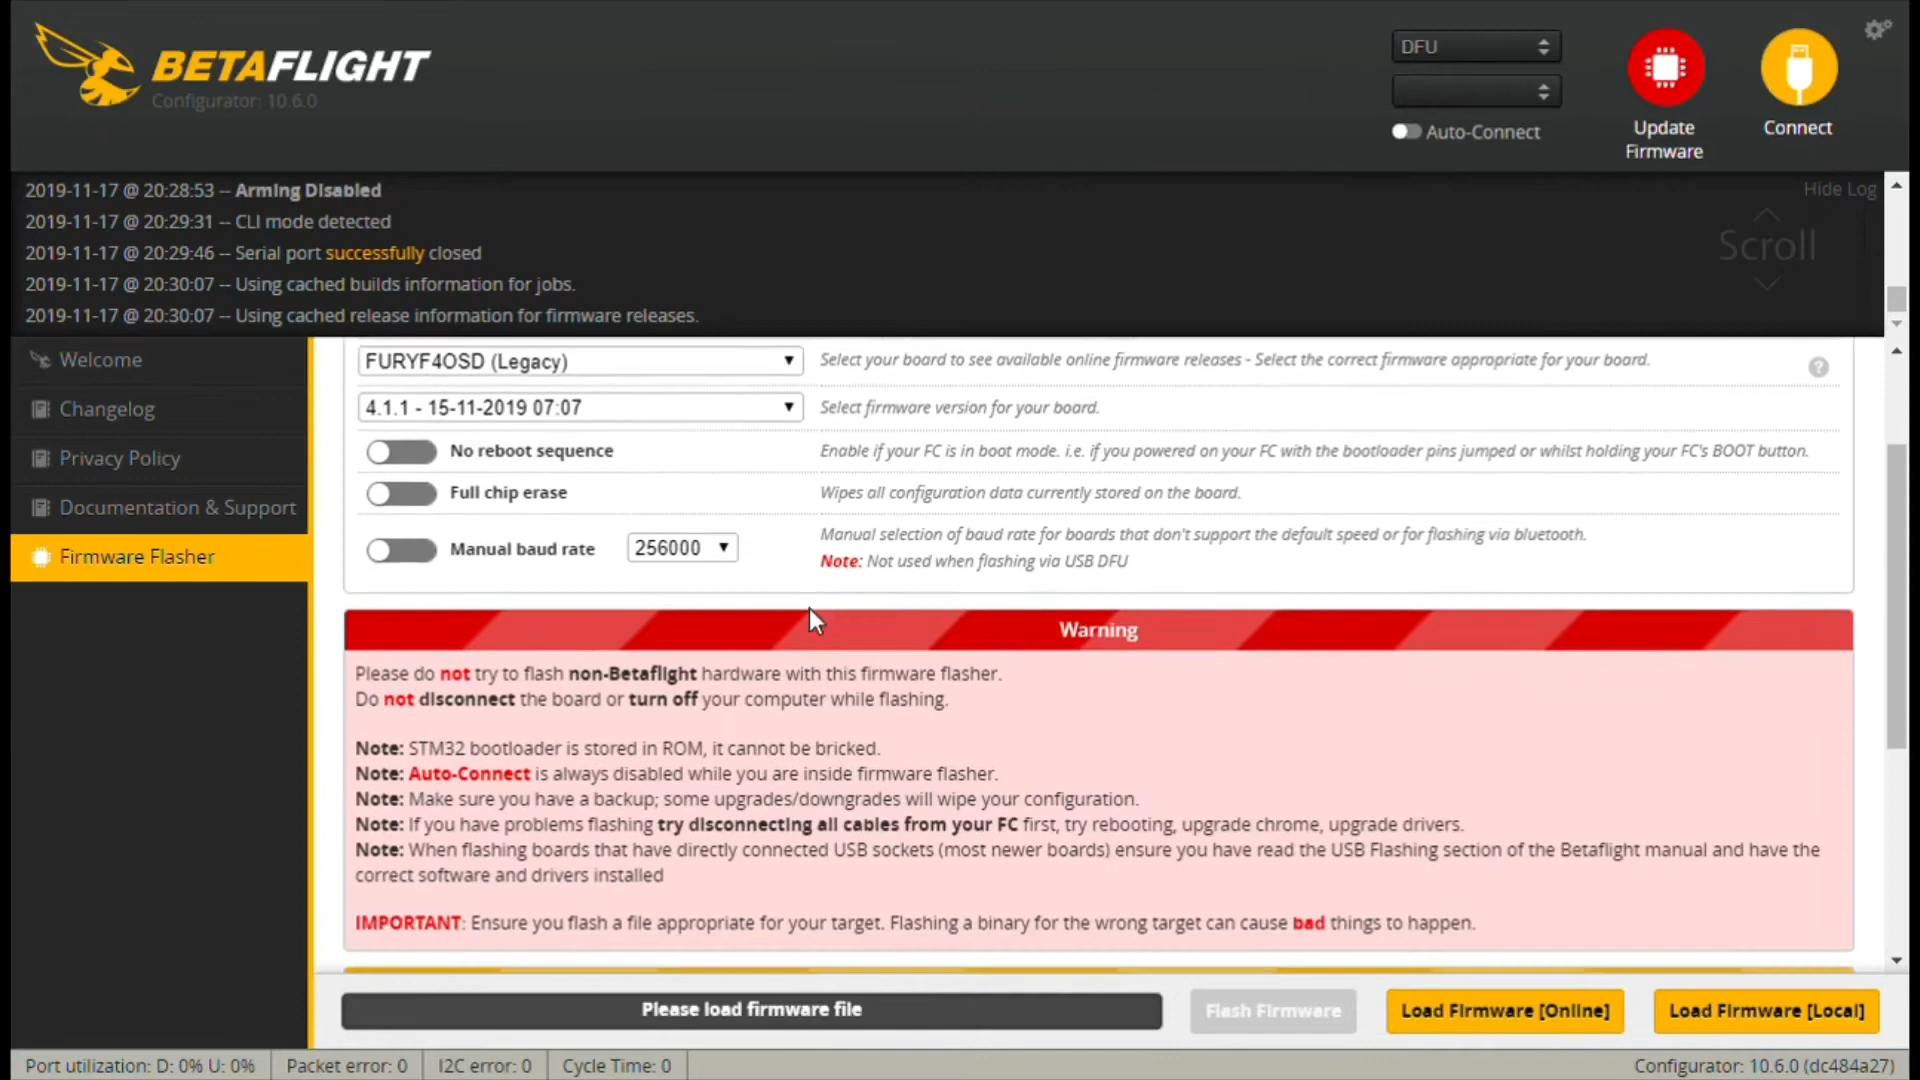 BETAFLIGHT
Configurator: 10.6.0
DFU
Auto-Connect
Update
Firmware
Connect
2019-11-17 @ 20:28:53 -- Arming Disabled
2019-11-17 @ 20:29:31 -- CLI mode detected
2019-11-17 @ 20:29:46 -- Serial port successfully closed
2019-11-17 @ 20:30:07 -- Using cached builds information for jobs.
2019-11-17 @ 20:30:07 -- Using cached release information for firmware releases.
Hide Log
Scroll
Welcome
Changelog
Privacy Policy
Documentation & Support
Firmware Flasher
FURYF4OSD (Legacy)
Select your board to see available online firmware releases - Select the correct firmware appropriate for your board.
?
4.1.1 - 15-11-2019 07:07
Select firmware version for your board.
No reboot sequence
Enable if your FC is in boot mode. i.e. if you powered on your FC with the bootloader pins jumped or whilst holding your FC's BOOT button.
Full chip erase
Wipes all configuration data currently stored on the board.
Manual baud rate
256000
Manual selection of baud rate for boards that don't support the default speed or for flashing via bluetooth.
Note: Not used when flashing via USB DFU
Warning
Please do not try to flash non-Betaflight hardware with this firmware flasher.
Do not disconnect the board or turn off your computer while flashing.
Note: STM32 bootloader is stored in ROM, it cannot be bricked.
Note: Auto-Connect is always disabled while you are inside firmware flasher.
Note: Make sure you have a backup; some upgrades/downgrades will wipe your configuration.
Note: If you have problems flashing try disconnecting all cables from your FC first, try rebooting, upgrade chrome, upgrade drivers.
Note: When flashing boards that have directly connected USB sockets (most newer boards) ensure you have read the USB Flashing section of the Betaflight manual and have the
correct software and drivers installed
IMPORTANT: Ensure you flash a file appropriate for your target. Flashing a binary for the wrong target can cause bad things to happen.
Please load firmware file
Flash Firmware
Load Firmware [Online]
Load Firmware [Local]
Port utilization: D: 0% U: 0%
Packet error: 0
I2C error: 0
Cycle Time: 0
Configurator: 10.6.0 (dc484a27)